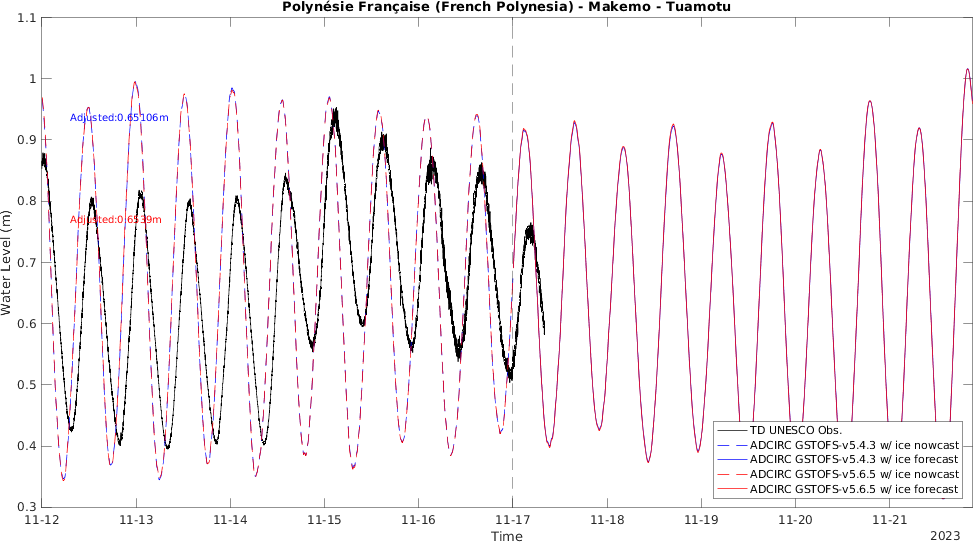 Polynésie Française (French Polynesia) - Makemo - Tuamotu
1.1
1
0.9
0.8
0.7
0.6
0.5
0.4
0.3
Water Level (m)
Adjusted:0.65106m
Adjusted:0.6539m
TD UNESCO Obs.
ADCIRC GSTOFS-v5.4.3 w/ ice nowcast
ADCIRC GSTOFS-v5.4.3 w/ ice forecast
ADCIRC GSTOFS-v5.6.5 w/ ice nowcast
ADCIRC GSTOFS-v5.6.5 w/ ice forecast
11-12 11-13 11-14 11-15 11-16 11-17 11-18 11-19 11-20 11-21
Time
2023